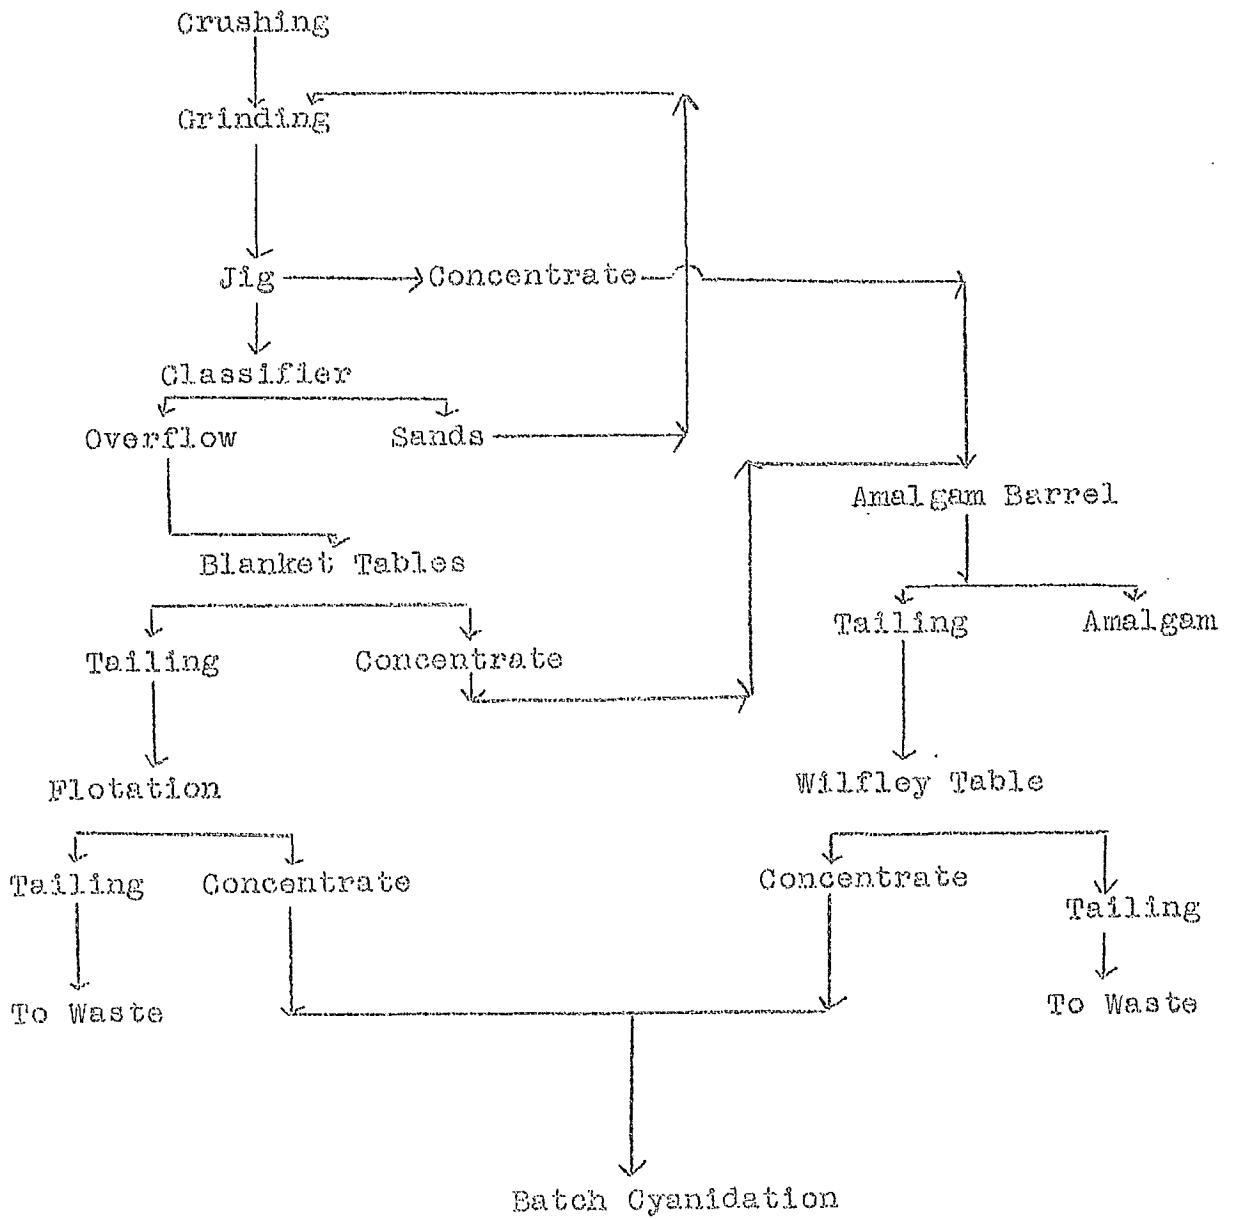 Crushing
Grinding
Jig
Concentrate
Classifier
Overflow
Sands
Amalgam Barrel
Blanket Tables
Tailing
Amalgam
Tailing
Concentrate
Flotation
Wilfley Table
Tailing
Concentrate
Concentrate
Tailing
To Waste
To Waste
Batch Cyanidation